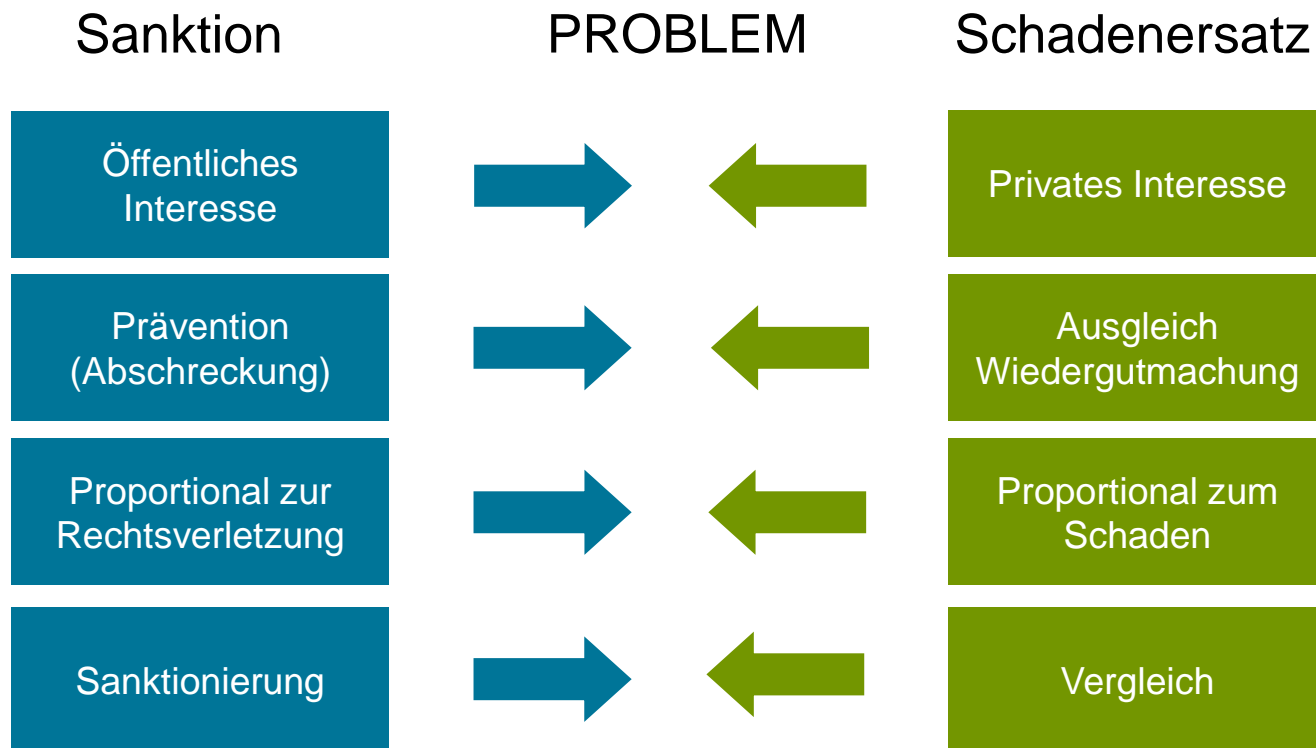 Sanktion
PROBLEM
Schadenersatz
Öffentliches
Interesse
Privates Interesse
Prävention
(Abschreckung)
Ausgleich
Wiedergutmachung
Proportional zur
Rechtsverletzung
Proportional zum
Schaden
Sanktionierung
Vergleich